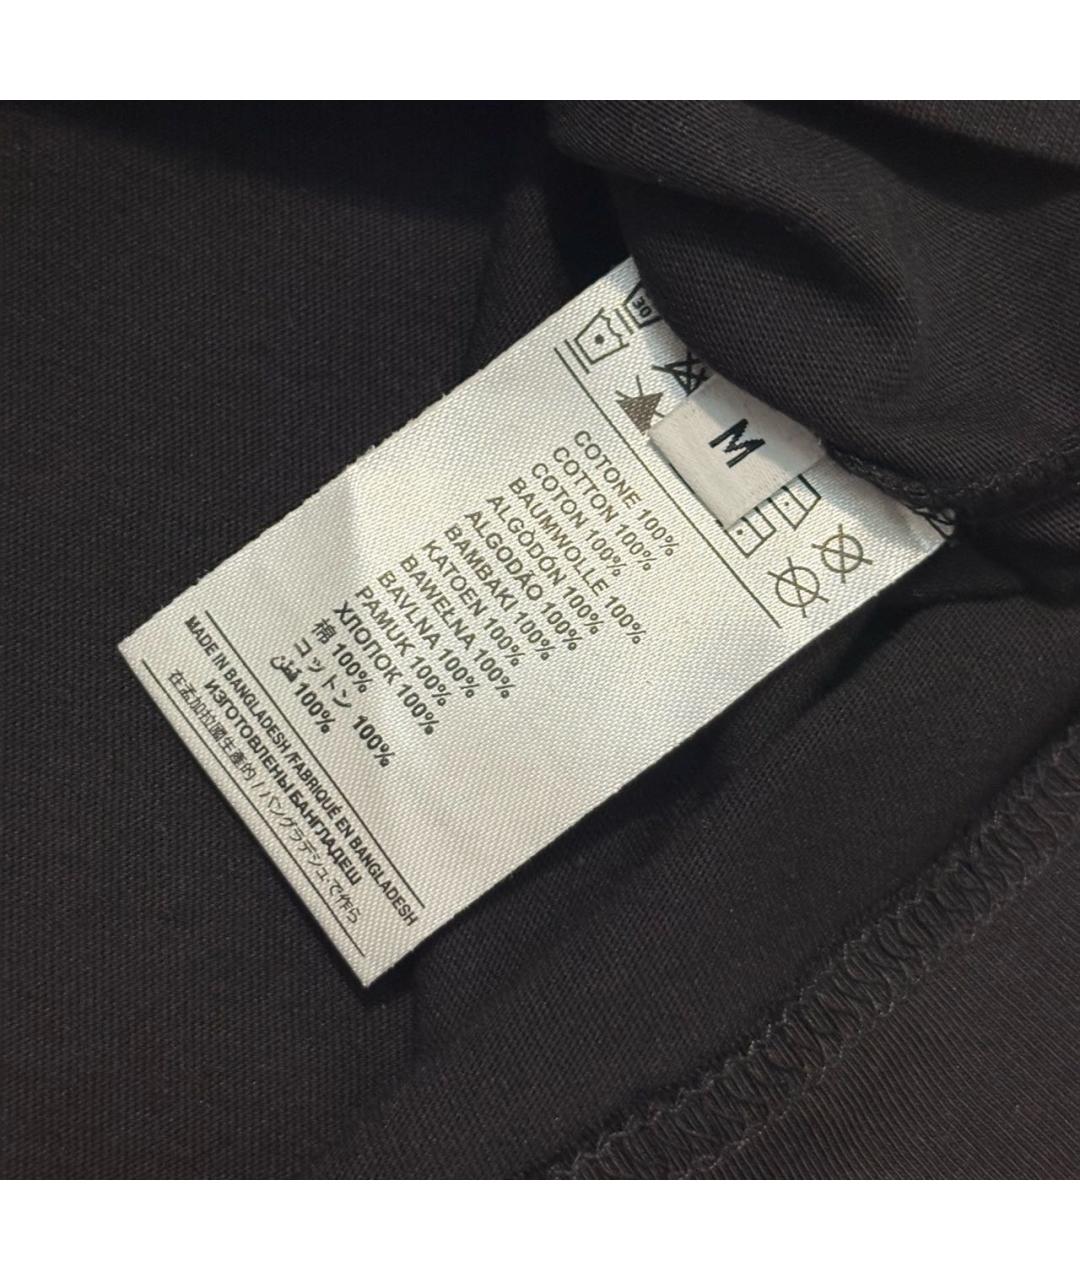 30
M
COTONE 100%
COTTON 100%
COTON 100%
BAUMWOLLE 100%
ALGODÓN 100%
ALGODÃO 100%
BAMBAKI 100%
KATOEN 100%
BAWEŁNA 100%
BAVLNA 100%
PAMUK 100%
ХЛОПОК 100%
棉 100%
コットン 100%
قطن 100%
MADE IN BANGLADESH /FABRIQUÉ EN BANGLADESH
ИЗГОТОВЛЕНЫ БАНГЛАДЕШ
在孟加拉國生產的 / バングラデシュで作ら